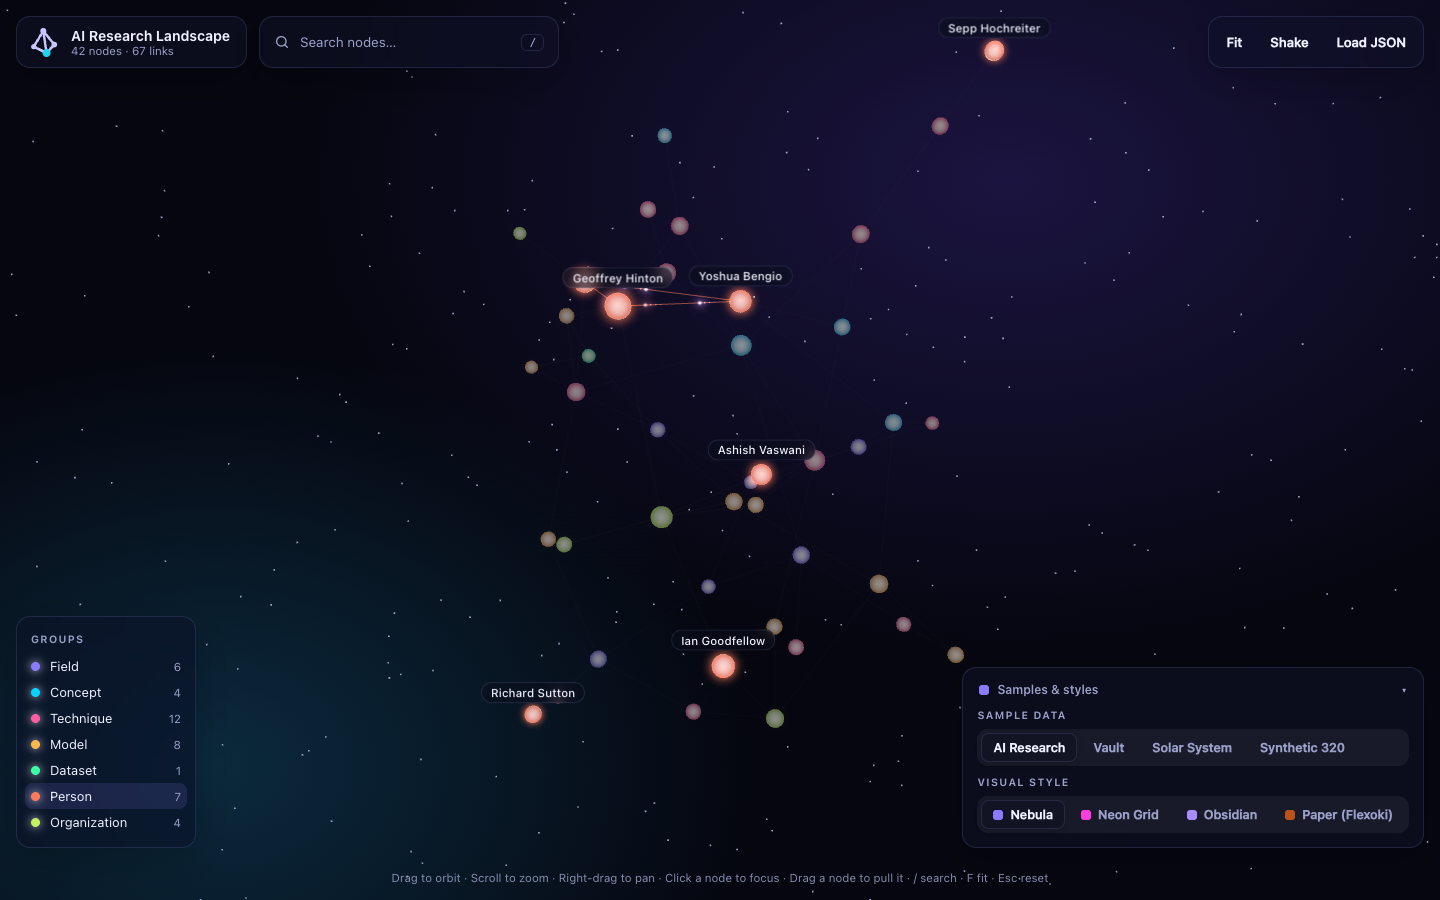 AI Research Landscape
42 nodes · 67 links
Search nodes...
/
Sepp Hochreiter
Fit
Shake
Load JSON
Geoffrey Hinton
Yoshua Bengio
Ashish Vaswani
Ian Goodfellow
Richard Sutton
GROUPS
Field 6
Concept 4
Technique 12
Model 8
Dataset 1
Person 7
Organization 4
Samples & styles
SAMPLE DATA
AI Research
Vault
Solar System
Synthetic 320
VISUAL STYLE
Nebula
Neon Grid
Obsidian
Paper (Flexoki)
Drag to orbit · Scroll to zoom · Right-drag to pan · Click a node to focus · Drag a node to pull it · / search · F fit · Esc reset